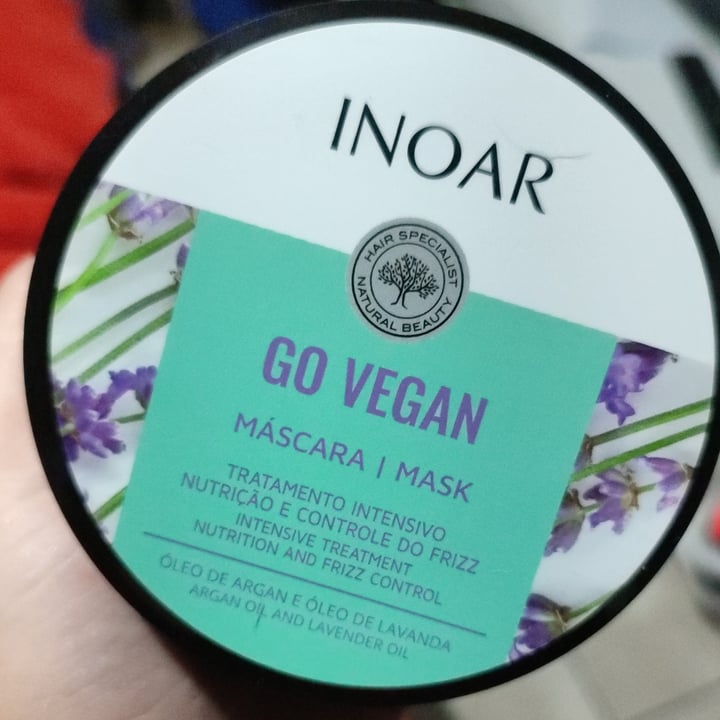 INOAR
HAIR SPECIALIST
NATURAL BEAUTY
GO VEGAN
MÁSCARA | MASK
TRATAMENTO INTENSIVO
NUTRIÇÃO E CONTROLE DO FRIZZ
INTENSIVE TREATMENT
NUTRITION AND FRIZZ CONTROL
ÓLEO DE ARGAN E ÓLEO DE LAVANDA
ARGAN OIL AND LAVENDER OIL